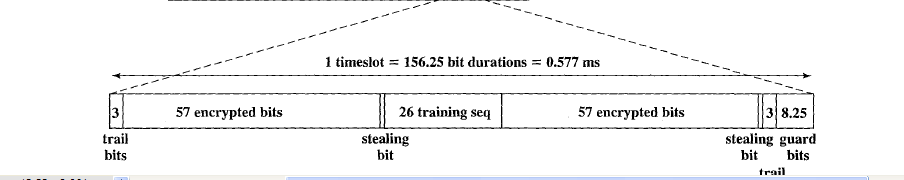 1 timeslot = 156.25 bit durations = 0.577 ms
3 57 encrypted bits 26 training seq 57 encrypted bits 3 8.25
trail stealing stealing guard
bits bit bit bits
trail